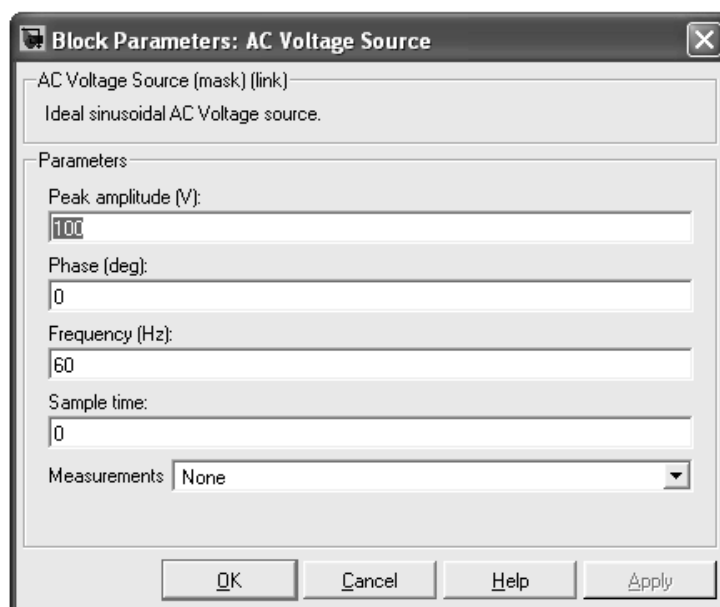 Block Parameters: AC Voltage Source
AC Voltage Source (mask) (link)
Ideal sinusoidal AC Voltage source.
Parameters
Peak amplitude (V):
100
Phase (deg):
0
Frequency (Hz):
60
Sample time:
0
Measurements None
OK Cancel Help Apply